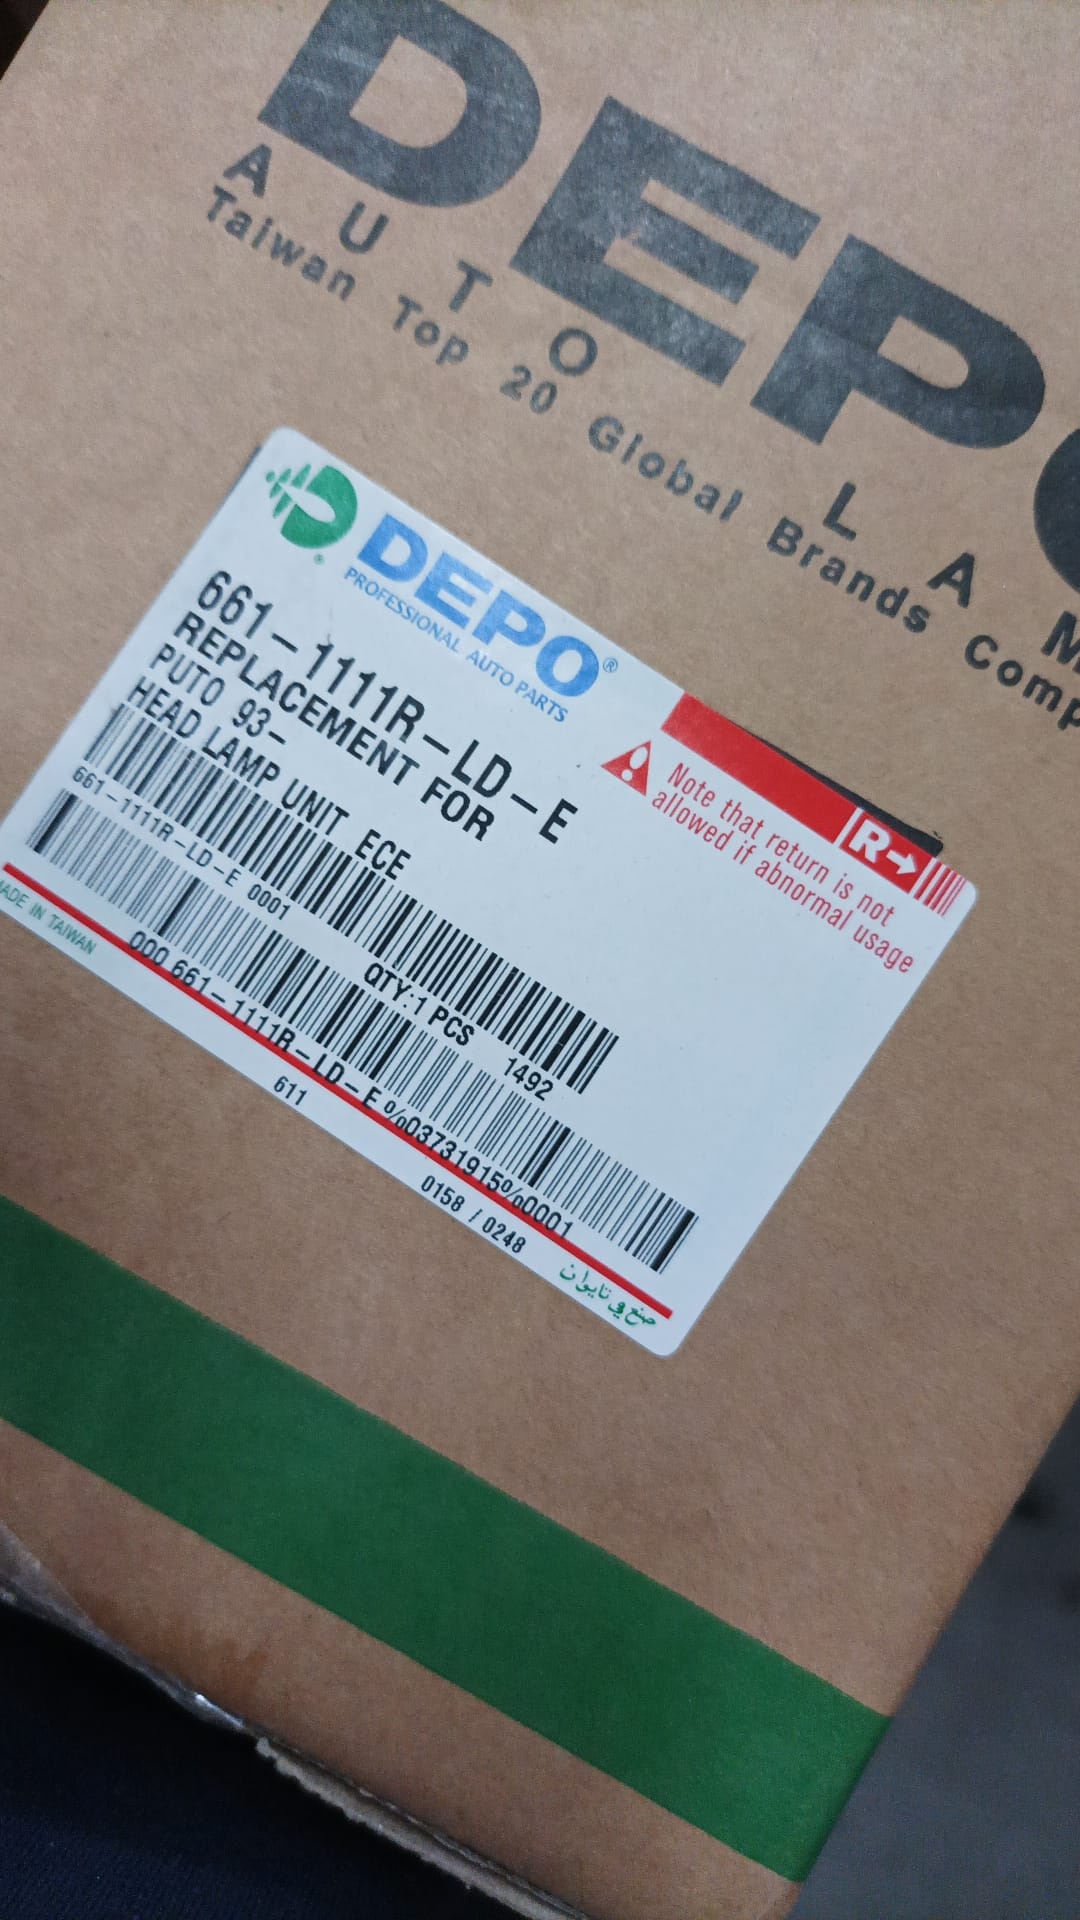 DEPO
AUTO LAM
Taiwan Top 20 Global Brands Comp
DEPO®
PROFESSIONAL AUTO PARTS
661-1111R-LD-E
REPLACEMENT FOR
PUTO 93-
HEAD LAMP UNIT ECE
R→
Note that return is not
allowed if abnormal usage
661-1111R-LD-E 0001
QTY:1 PCS 1492
000 661-1111R-LD-E%03731915%0001
MADE IN TAIWAN
611
0158 / 0248
صنع في تايوان